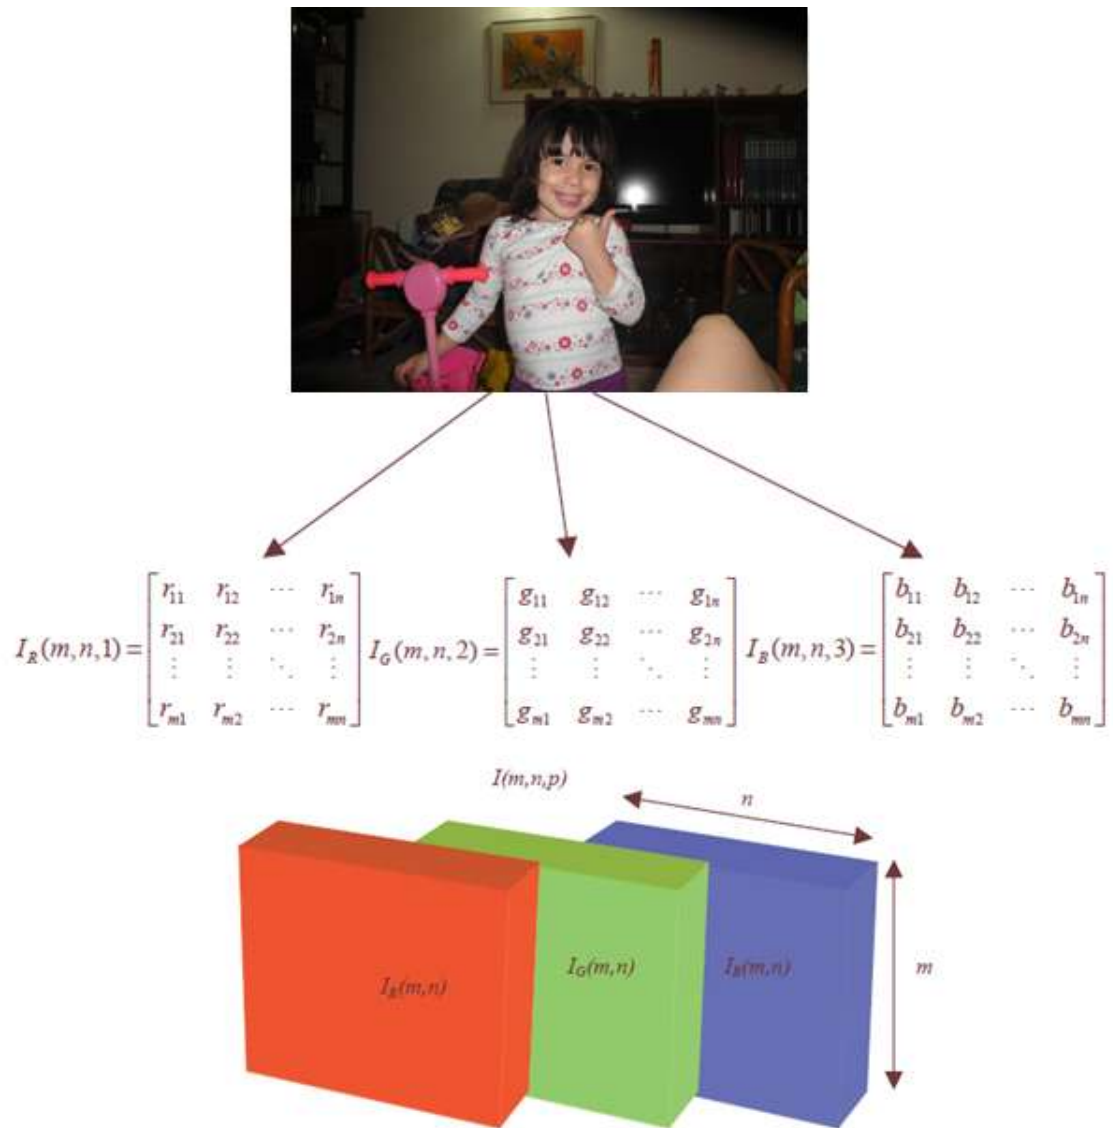 I_R(m,n,1)= [r_11 r_12 ⋯ r_1n
r_21 r_22 ⋯ r_2n
⋮ ⋮ ⋱ ⋮
r_m1 r_m2 ⋯ r_mn]
I_G(m,n,2)= [g_11 g_12 ⋯ g_1n
g_21 g_22 ⋯ g_2n
⋮ ⋮ ⋱ ⋮
g_m1 g_m2 ⋯ g_mn]
I_B(m,n,3)= [b_11 b_12 ⋯ b_1n
b_21 b_22 ⋯ b_2n
⋮ ⋮ ⋱ ⋮
b_m1 b_m2 ⋯ b_mn]
I(m,n,p)
n
I_R(m,n)
I_G(m,n)
I_B(m,n)
m